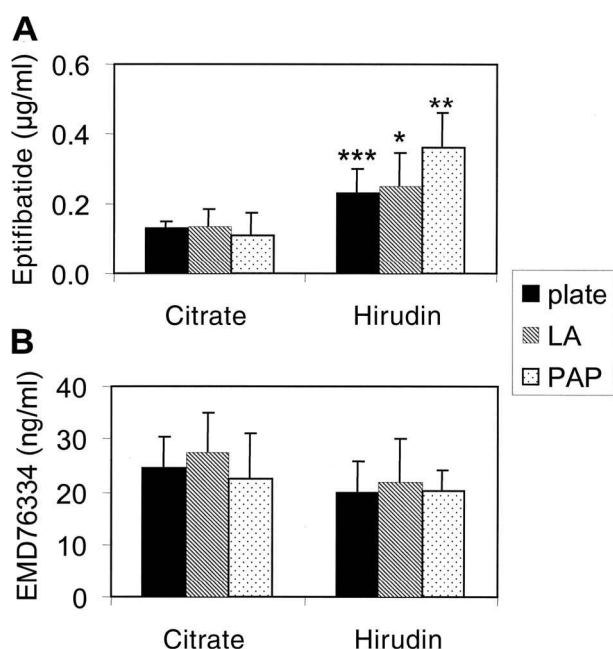 A
Eptifibatide (µg/ml)
0.6
0.4
0.2
0.0
***
*
**
Citrate
Hirudin
plate
LA
PAP
B
EMD76334 (ng/ml)
40
30
20
10
0
Citrate
Hirudin